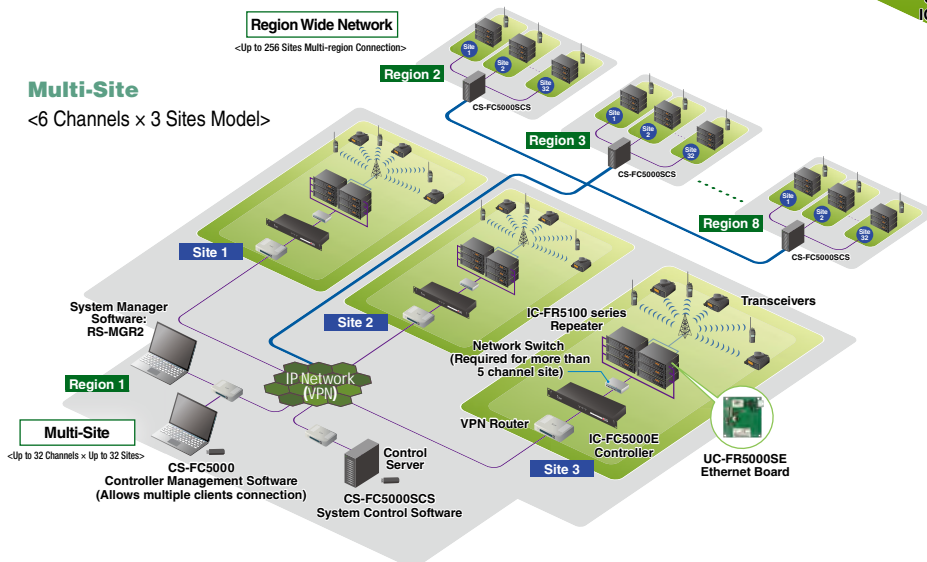 IC
Region Wide Network
<Up to 256 Sites Multi-region Connection>
Multi-Site
<6 Channels × 3 Sites Model>
Region 2
Site 1
Site 2
Site 32
CS-FC5000SCS
Region 3
Site 1
Site 2
Site 32
CS-FC5000SCS
Region 8
Site 1
Site 2
Site 32
CS-FC5000SCS
Site 1
Site 2
System Manager
Software:
RS-MGR2
Region 1
IP Network
(VPN)
Multi-Site
<Up to 32 Channels × Up to 32 Sites>
CS-FC5000
Controller Management Software
(Allows multiple clients connection)
Control
Server
CS-FC5000SCS
System Control Software
Transceivers
IC-FR5100 series
Repeater
Network Switch
(Required for more than
5 channel site)
VPN Router
IC-FC5000E
Controller
Site 3
UC-FR5000SE
Ethernet Board